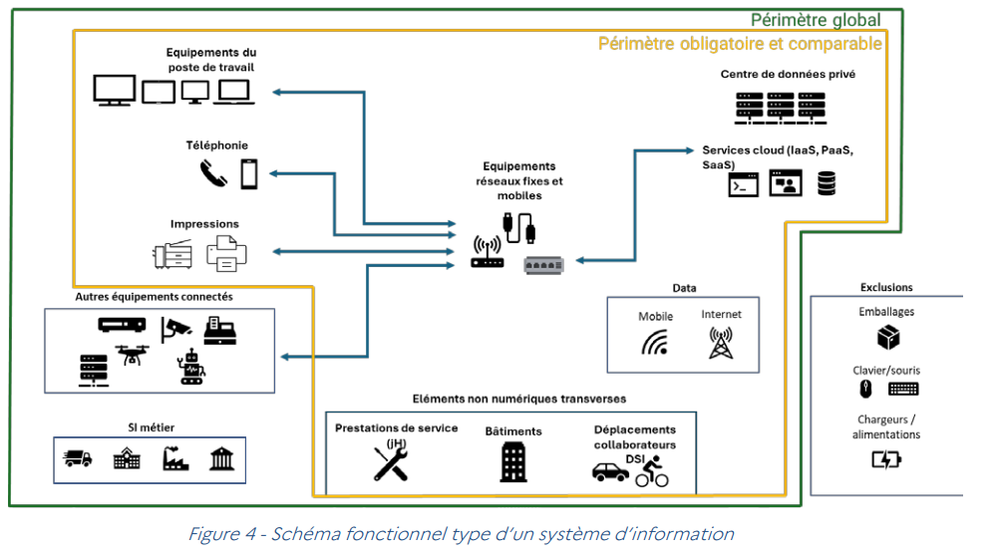 Périmètre global
Périmètre obligatoire et comparable
Equipements du
poste de travail
Centre de données privé
Téléphonie
Services cloud (IaaS, PaaS,
SaaS)
Equipements
réseaux fixes et
mobiles
Impressions
Autres équipements connectés
Data
Mobile
Internet
Exclusions
Emballages
Clavier/souris
Chargeurs /
alimentations
Eléments non numériques transverses
Prestations de service
(jH)
Bâtiments
Déplacements
collaborateurs
DSI
SI métier
Figure 4 - Schéma fonctionnel type d'un système d'information